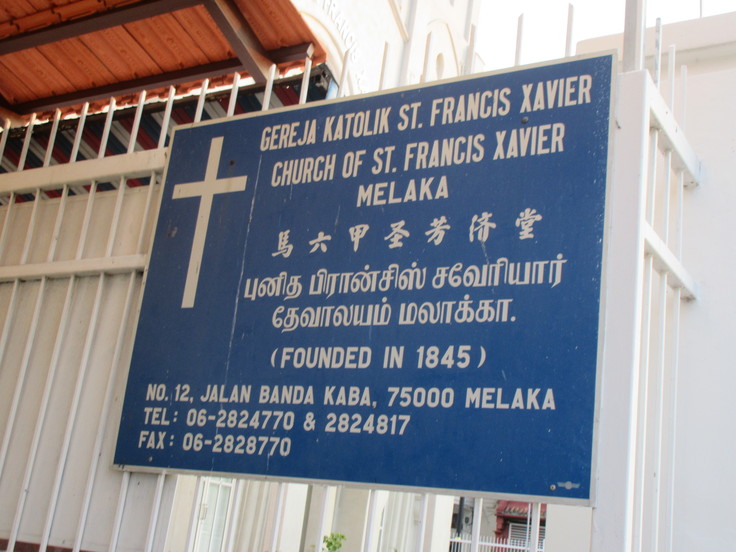 GEREJA KATOLIK ST. FRANCIS XAVIER
CHURCH OF ST. FRANCIS XAVIER
MELAKA
馬六甲圣芳济堂
புனித பிரான்சிஸ் சவேரியார்
தேவாலயம் மலாக்கா.
(FOUNDED IN 1845)
NO. 12, JALAN BANDA KABA, 75000 MELAKA
TEL: 06-2824770 & 2824817
FAX: 06-2828770